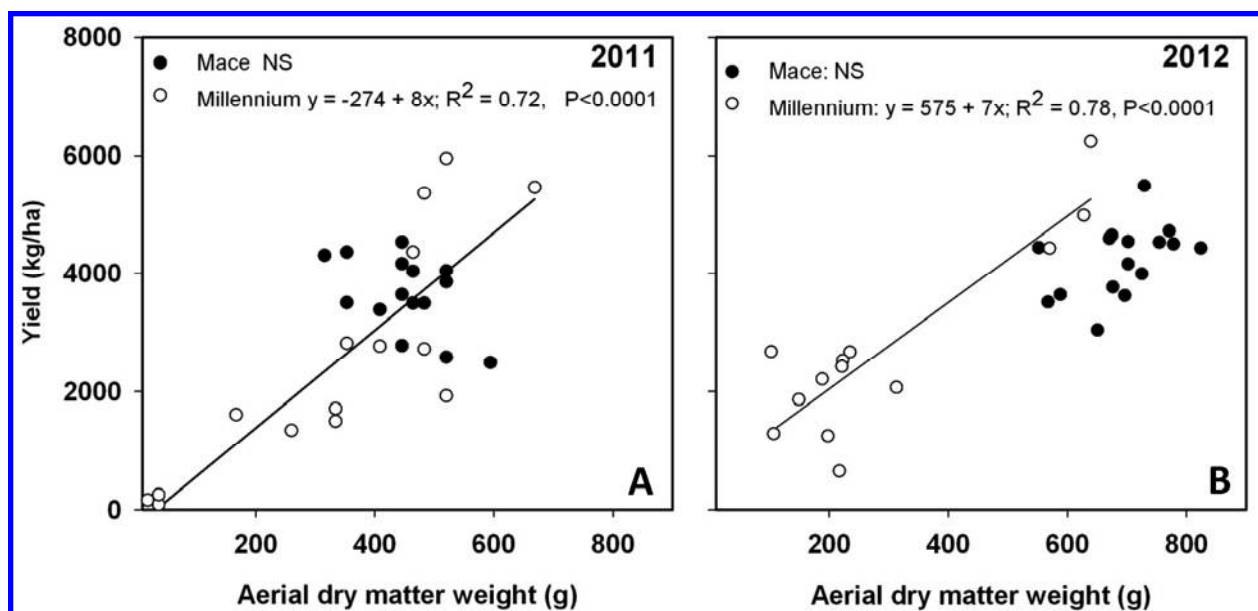 8000
6000
4000
2000
0
Yield (kg/ha)
Mace NS
2011
Millennium y = -274 + 8x; R2 = 0.72, P<0.0001
A
200 400 600 800
Aerial dry matter weight (g)
2012
Mace: NS
Millennium: y = 575 + 7x; R2 = 0.78, P<0.0001
B
200 400 600 800
Aerial dry matter weight (g)